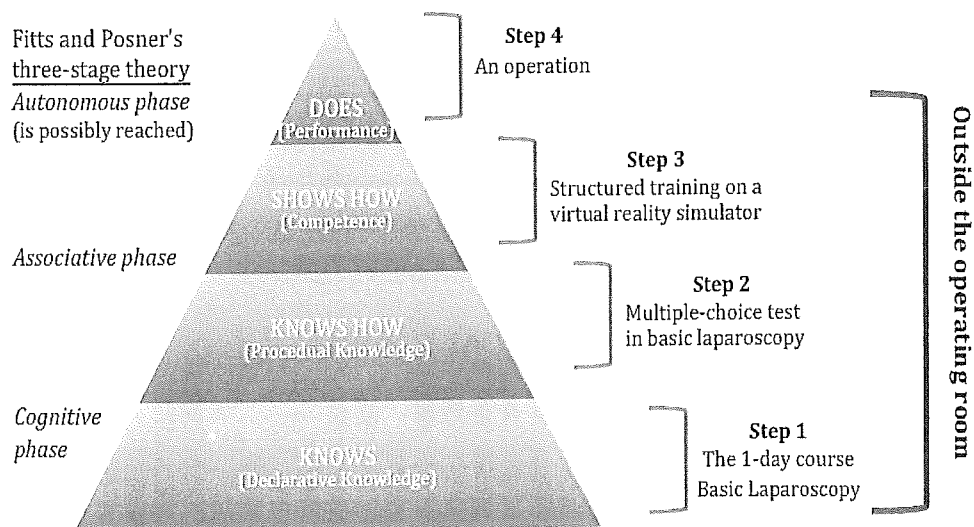 Fitts and Posner's
three-stage theory
Autonomous phase
(is possibly reached)
Associative phase
Cognitive
phase
DOES
(Performance)
SHOWS HOW
(Competence)
KNOWS HOW
(Procedual Knowledge)
KNOWS
(Declarative Knowledge)
Step 4
An operation
Step 3
Structured training on a
virtual reality simulator
Step 2
Multiple-choice test
in basic laparoscopy
Step 1
The 1-day course
Basic Laparoscopy
Outside the operating room